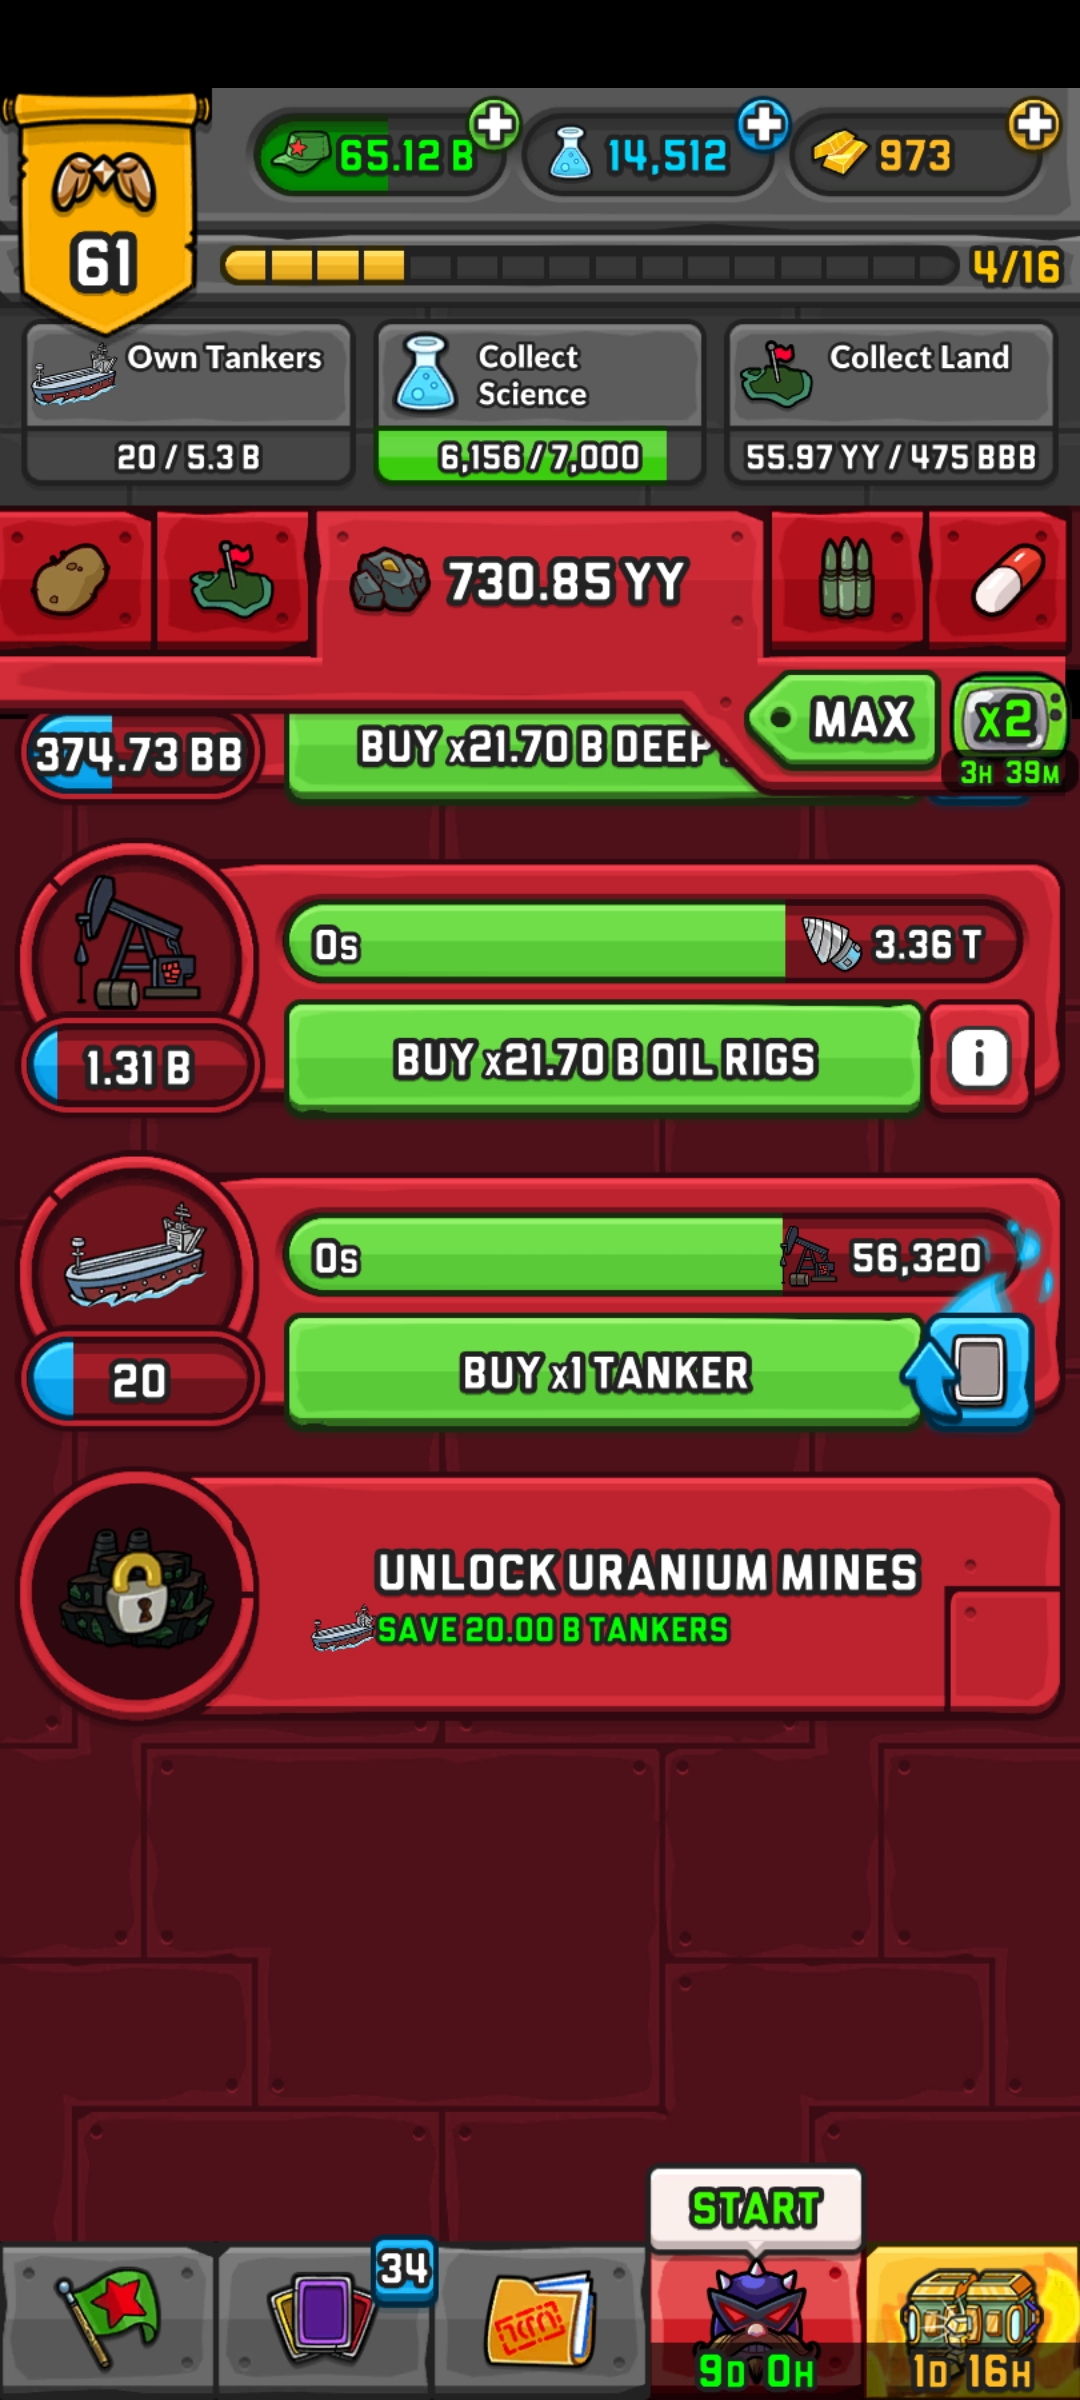 65.12 B
14,512
973
61
4/16
Own Tankers
20 / 5.3 B
Collect
Science
6,156 / 7,000
Collect Land
55.97 YY / 475 BBB
730.85 YY
MAX
x2
3H 39M
374.73 BB
BUY x21.70 B DEEP
0s
3.36 T
1.31 B
BUY x21.70 B OIL RIGS
i
0s
56,320
20
BUY x1 TANKER
UNLOCK URANIUM MINES
SAVE 20.00 B TANKERS
START
34
9D 0H
1D 16H